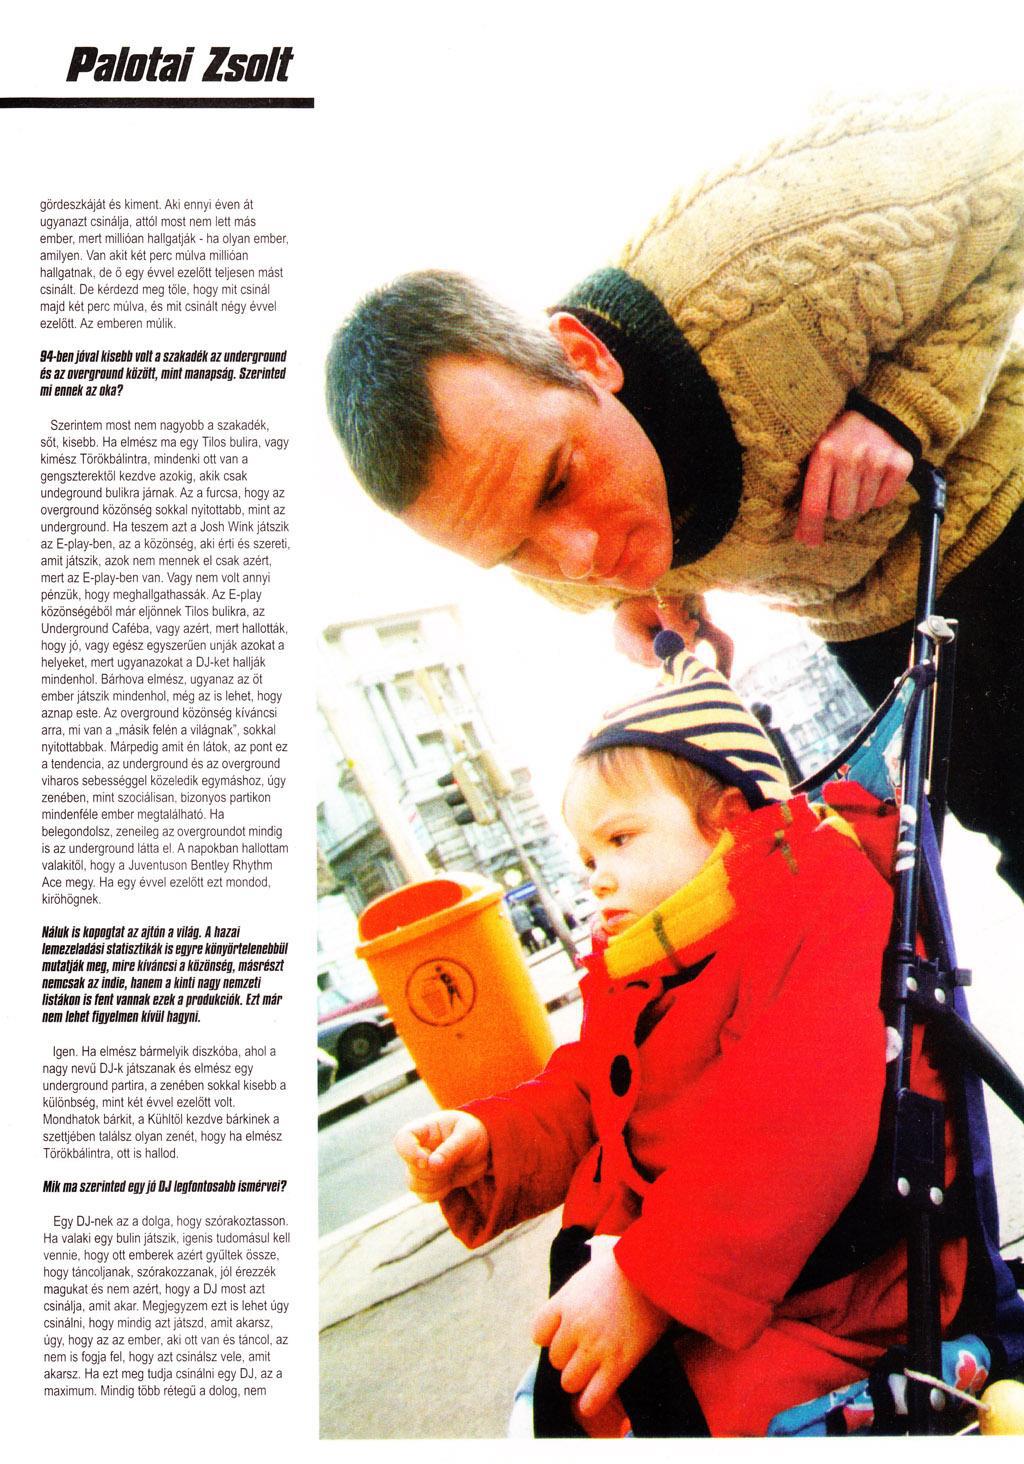 Palotai Zsolt
gördeszkáját és kiment. Aki ennyi éven át
ugyanazt csinálja, attól most nem lett más
ember, mert millióan hallgatják - ha olyan ember,
amilyen. Van akit két perc múlva millióan
hallgatnak, de ő egy évvel ezelőtt teljesen mást
csinált. De kérdezd meg tőle, hogy mit csinál
majd két perc múlva, és mit csinált négy évvel
ezelőtt. Az emberen múlik.
94-ben jóval kisebb volt a szakadék az underground
és az overground között, mint manapság. Szerinted
mi ennek az oka?
Szerintem most nem nagyobb a szakadék,
sőt, kisebb. Ha elmész ma egy Tilos bulira, vagy
kimész Törökbálintra, mindenki ott van a
gengszterektől kezdve azokig, akik csak
undeground bulikra járnak. Az a furcsa, hogy az
overground közönség sokkal nyitottabb, mint az
underground. Ha teszem azt a Josh Wink játszik
az E-play-ben, az a közönség, aki érti és szereti,
amit játszik, azok nem mennek el csak azért,
mert az E-play-ben van. Vagy nem volt annyi
pénzük, hogy meghallgathassák. Az E-play
közönségéből már eljönnek Tilos bulikra, az
Underground Caféba, vagy azért, mert hallották,
hogy jó, vagy egész egyszerűen unják azokat a
helyeket, mert ugyanazokat a DJ-ket hallják
mindenhol. Bárhova elmész, ugyanaz az öt
ember játszik mindenhol, még az is lehet, hogy
aznap este. Az overground közönség kíváncsi
arra, mi van a „másik felén a világnak", sokkal
nyitottabbak. Márpedig amit én látok, az pont ez
a tendencia, az underground és az overground
viharos sebességgel közeledik egymáshoz, úgy
zenében, mint szociálisan, bizonyos partikon
mindenféle ember megtalálható. Ha
belegondolsz, zeneileg az overgroundot mindig
is az underground látta el. A napokban hallottam
valakitől, hogy a Juventuson Bentley Rhythm
Ace megy. Ha egy évvel ezelőtt ezt mondod,
kiröhögnek.
Náluk is kopogtat az ajtón a világ. A hazai
lemezeladási statisztikák is egyre könyörtelenebbül
mutatják meg, mire kíváncsi a közönség, másrészt
nemcsak az indie, hanem a kinti nagy nemzeti
listákon is fent vannak ezek a produkciók. Ezt már
nem lehet figyelmen kívül hagyni.
Igen. Ha elmész bármelyik diszkóba, ahol a
nagy nevű DJ-k játszanak és elmész egy
underground partira, a zenében sokkal kisebb a
különbség, mint két évvel ezelőtt volt.
Mondhatok bárkit, a Kühltől kezdve bárkinek a
szettjében találsz olyan zenét, hogy ha elmész
Törökbálintra, ott is hallod.
Mik ma szerinted egy jó DJ legfontosabb ismérvei?
Egy DJ-nek az a dolga, hogy szórakoztasson.
Ha valaki egy bulin játszik, igenis tudomásul kell
vennie, hogy ott emberek azért gyűltek össze,
hogy táncoljanak, szórakozzanak, jól érezzék
magukat és nem azért, hogy a DJ most azt
csinálja, amit akar. Megjegyzem ezt is lehet úgy
csinálni, hogy mindig azt játszd, amit akarsz,
úgy, hogy az az ember, aki ott van és táncol, az
nem is fogja fel, hogy azt csinálsz vele, amit
akarsz. Ha ezt meg tudja csinálni egy DJ, az a
maximum. Mindig több rétegű a dolog, nem